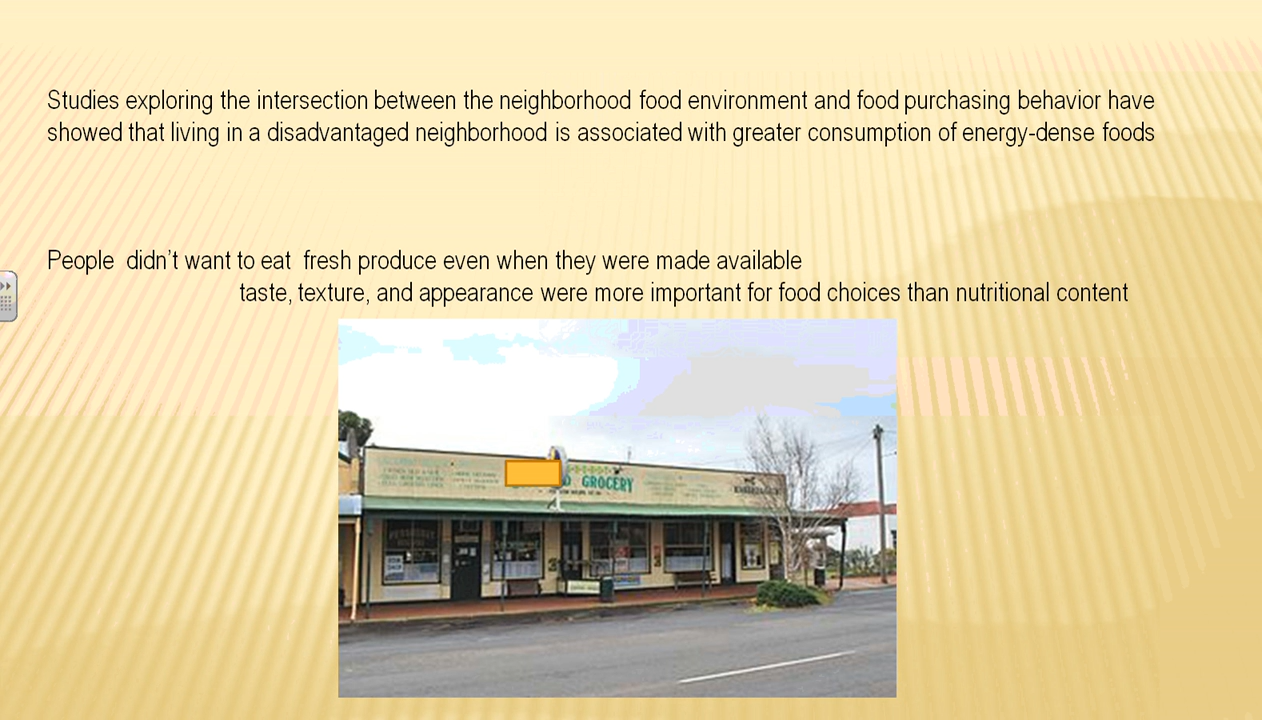 Studies exploring the intersection between the neighborhood food environment and food purchasing behavior have
showed that living in a disadvantaged neighborhood is associated with greater consumption of energy-dense foods
People didn’t want to eat fresh produce even when they were made available
taste, texture, and appearance were more important for food choices than nutritional content
GROCERY